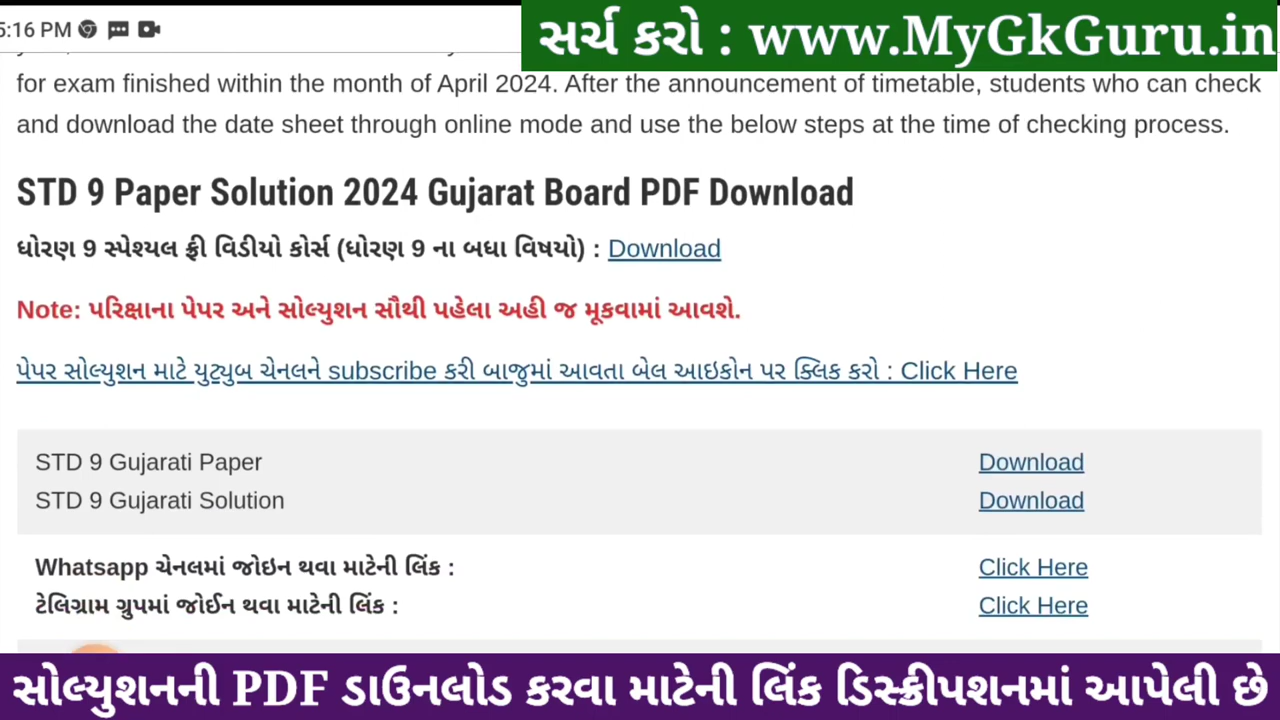 5:16 PM
સર્ચ કરો : www.MyGkGuru.in
for exam finished within the month of April 2024. After the announcement of timetable, students who can check
and download the date sheet through online mode and use the below steps at the time of checking process.
STD 9 Paper Solution 2024 Gujarat Board PDF Download
ધોરણ 9 સ્પેશ્યલ ફ્રી વિડીયો કોર્સ (ધોરણ 9 ના બધા વિષયો) : Download
Note: પરિક્ષાના પેપર અને સોલ્યુશન સૌથી પહેલા અહી જ મૂકવામાં આવશે.
પેપર સોલ્યુશન માટે યુટ્યુબ ચેનલને subscribe કરી બાજુમાં આવતા બેલ આઇકોન પર ક્લિક કરો : Click Here
STD 9 Gujarati Paper Download
STD 9 Gujarati Solution Download
Whatsapp ચેનલમાં જોઇન થવા માટેની લિંક : Click Here
ટેલિગ્રામ ગ્રુપમાં જોઈન થવા માટેની લિંક : Click Here
સોલ્યુશનની PDF ડાઉનલોડ કરવા માટેની લિંક ડિસ્ક્રીપશનમાં આપેલી છે